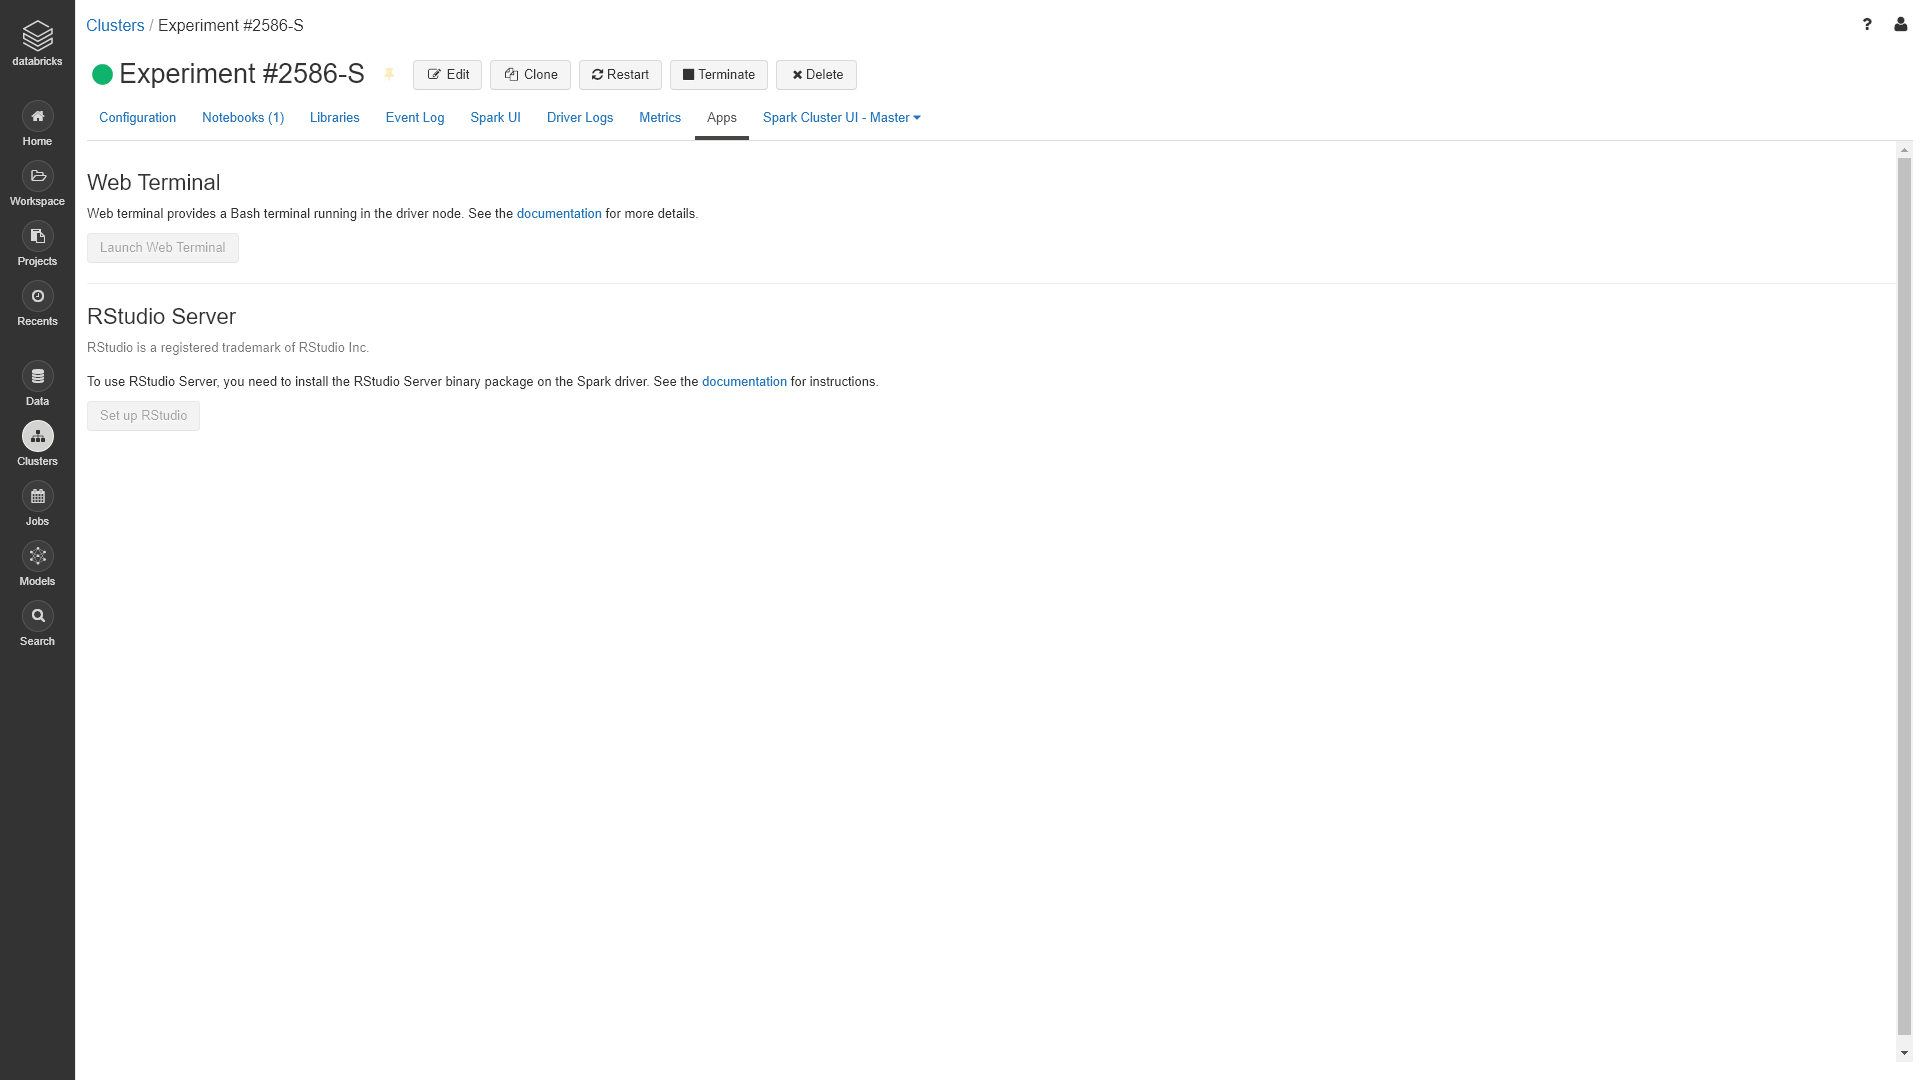 Clusters / Experiment #2586-S
?
databricks
Experiment #2586-S
Edit
Clone
Restart
Terminate
Delete
Configuration
Notebooks (1)
Libraries
Event Log
Spark UI
Driver Logs
Metrics
Apps
Spark Cluster UI - Master
Home
Workspace
Projects
Recents
Data
Clusters
Jobs
Models
Search
Web Terminal
Web terminal provides a Bash terminal running in the driver node. See the documentation for more details.
Launch Web Terminal
RStudio Server
RStudio is a registered trademark of RStudio Inc.
To use RStudio Server, you need to install the RStudio Server binary package on the Spark driver. See the documentation for instructions.
Set up RStudio